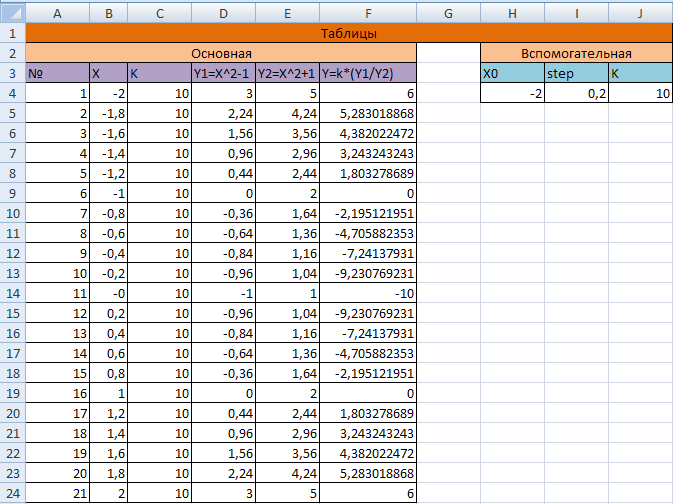 A B C D E F G H I J
1 Таблицы
2 Основная Вспомогательная
3 № X K Y1=X^2-1 Y2=X^2+1 Y=k*(Y1/Y2) X0 step K
4 1 -2 10 3 5 6 -2 0,2 10
5 2 -1,8 10 2,24 4,24 5,283018868
6 3 -1,6 10 1,56 3,56 4,382022472
7 4 -1,4 10 0,96 2,96 3,243243243
8 5 -1,2 10 0,44 2,44 1,803278689
9 6 -1 10 0 2 0
10 7 -0,8 10 -0,36 1,64 -2,195121951
11 8 -0,6 10 -0,64 1,36 -4,705882353
12 9 -0,4 10 -0,84 1,16 -7,24137931
13 10 -0,2 10 -0,96 1,04 -9,230769231
14 11 -0 10 -1 1 -10
15 12 0,2 10 -0,96 1,04 -9,230769231
16 13 0,4 10 -0,84 1,16 -7,24137931
17 14 0,6 10 -0,64 1,36 -4,705882353
18 15 0,8 10 -0,36 1,64 -2,195121951
19 16 1 10 0 2 0
20 17 1,2 10 0,44 2,44 1,803278689
21 18 1,4 10 0,96 2,96 3,243243243
22 19 1,6 10 1,56 3,56 4,382022472
23 20 1,8 10 2,24 4,24 5,283018868
24 21 2 10 3 5 6